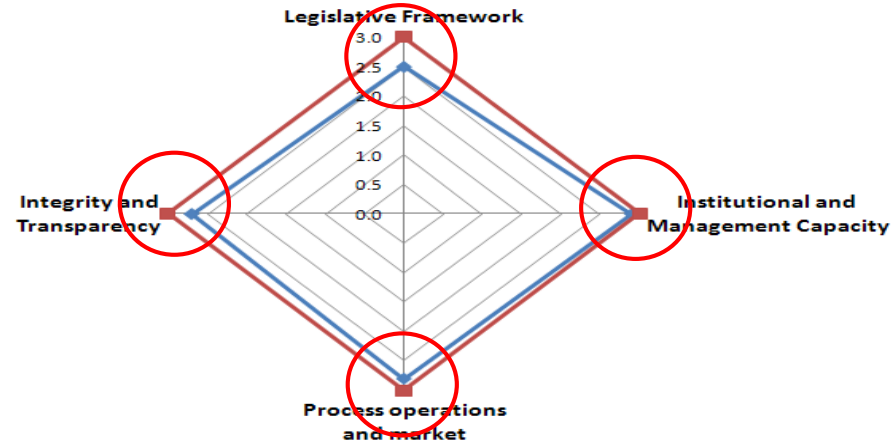 Legislative Framework
3.0
2.5
2.0
1.5
1.0
0.5
0.0
Integrity and
Transparency
Institutional and
Management Capacity
Process operations
and market